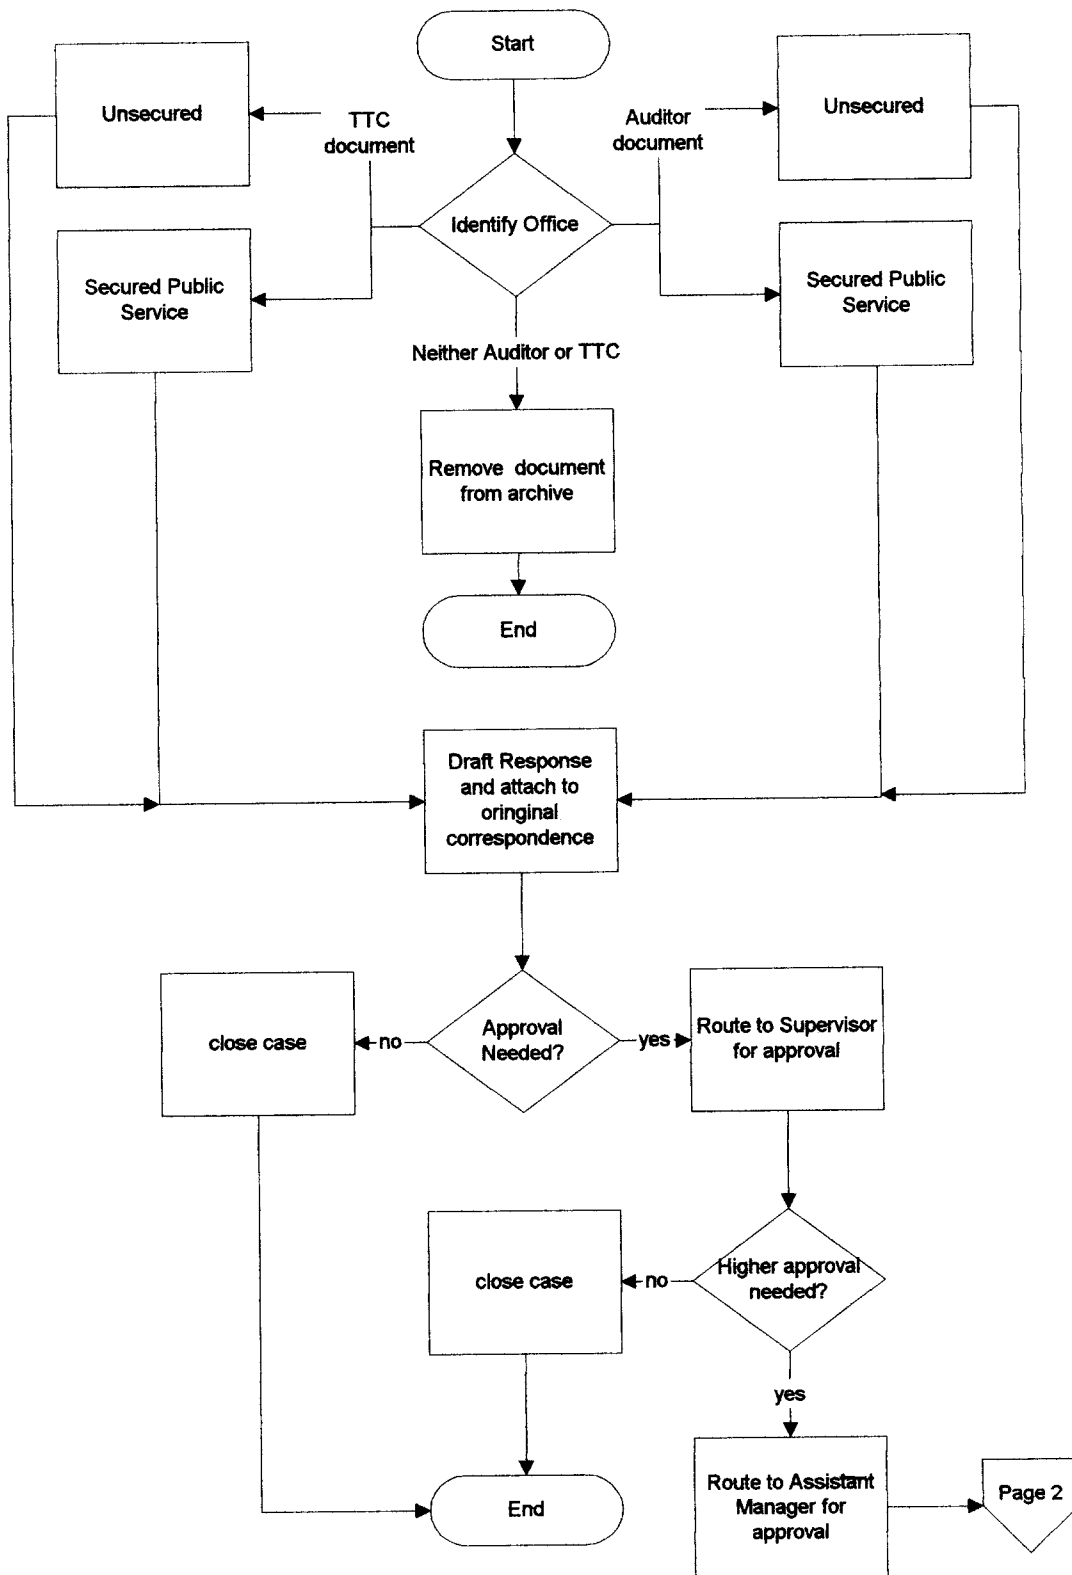 Start
Unsecured
TTC
document
Auditor
document
Unsecured
Identify Office
Secured Public
Service
Secured Public
Service
Neither Auditor or TTC
Remove document
from archive
End
Draft Response
and attach to
oringinal
correspondence
close case
no
Approval
Needed?
yes
Route to Supervisor
for approval
close case
no
Higher approval
needed?
yes
End
Route to Assistant
Manager for
approval
Page 2